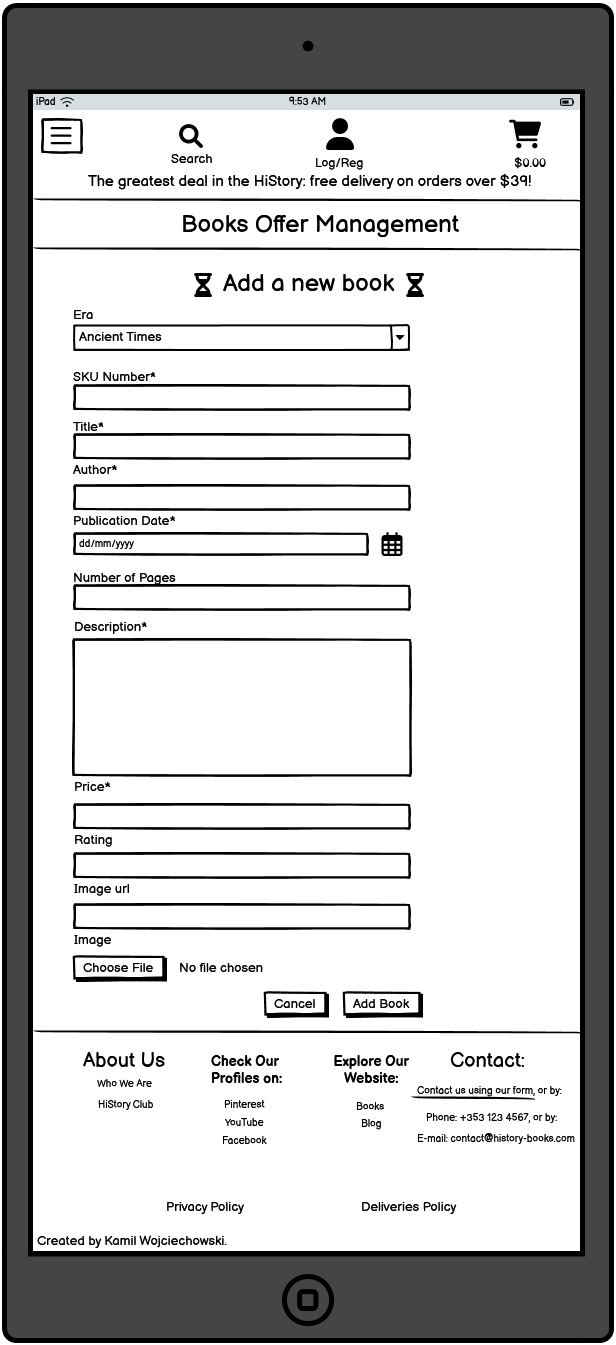 iPad 9:53 AM
Search Log/Reg $0.00
The greatest deal in the HiStory: free delivery on orders over $39!
Books Offer Management
Add a new book
Era
Ancient Times
SKU Number*
Title*
Author*
Publication Date*
dd/mm/yyyy
Number of Pages
Description*
Price*
Rating
Image url
Image
Choose File No file chosen
Cancel Add Book
About Us
Who We Are
HiStory Club
Check Our
Profiles on:
Pinterest
YouTube
Facebook
Explore Our
Website:
Books
Blog
Contact:
Contact us using our form, or by:
Phone: +353 123 4567, or by:
E-mail: contact@history-books.com
Privacy Policy Deliveries Policy
Created by Kamil Wojciechowski.